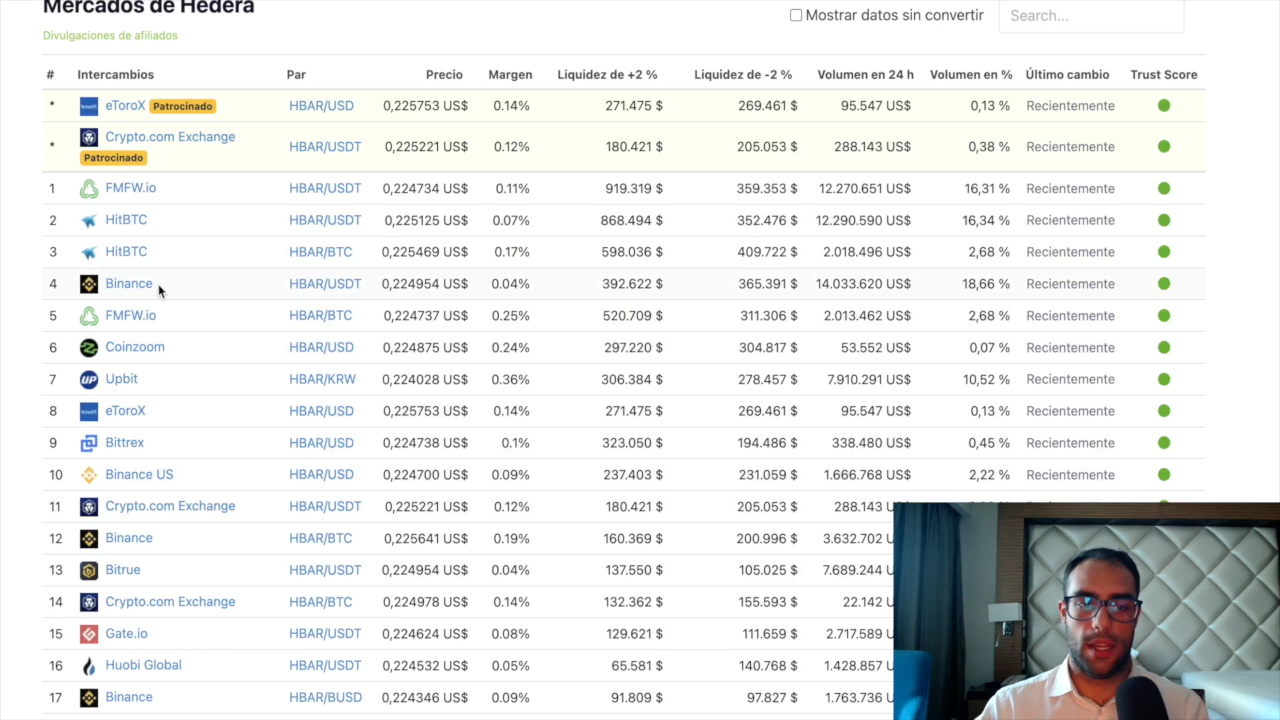 Mercados de Hedera
Mostrar datos sin convertir Search...
Divulgaciones de afiliados
# Intercambios Par Precio Margen Liquidez de +2 % Liquidez de -2 % Volumen en 24 h Volumen en % Último cambio Trust Score
* eToroX Patrocinado HBAR/USD 0,225753 US$ 0.14% 271.475 $ 269.461 $ 95.547 US$ 0,13 % Recientemente
* Crypto.com Exchange Patrocinado HBAR/USDT 0,225221 US$ 0.12% 180.421 $ 205.053 $ 288.143 US$ 0,38 % Recientemente
1 FMFW.io HBAR/USDT 0,224734 US$ 0.11% 919.319 $ 359.353 $ 12.270.651 US$ 16,31 % Recientemente
2 HitBTC HBAR/USDT 0,225125 US$ 0.07% 868.494 $ 352.476 $ 12.290.590 US$ 16,34 % Recientemente
3 HitBTC HBAR/BTC 0,225469 US$ 0.17% 598.036 $ 409.722 $ 2.018.496 US$ 2,68 % Recientemente
4 Binance HBAR/USDT 0,224954 US$ 0.04% 392.622 $ 365.391 $ 14.033.620 US$ 18,66 % Recientemente
5 FMFW.io HBAR/BTC 0,224737 US$ 0.25% 520.709 $ 311.306 $ 2.013.462 US$ 2,68 % Recientemente
6 Coinzoom HBAR/USD 0,224875 US$ 0.24% 297.220 $ 304.817 $ 53.552 US$ 0,07 % Recientemente
7 Upbit HBAR/KRW 0,224028 US$ 0.36% 306.384 $ 278.457 $ 7.910.291 US$ 10,52 % Recientemente
8 eToroX HBAR/USD 0,225753 US$ 0.14% 271.475 $ 269.461 $ 95.547 US$ 0,13 % Recientemente
9 Bittrex HBAR/USD 0,224738 US$ 0.1% 323.050 $ 194.486 $ 338.480 US$ 0,45 % Recientemente
10 Binance US HBAR/USD 0,224700 US$ 0.09% 237.403 $ 231.059 $ 1.666.768 US$ 2,22 % Recientemente
11 Crypto.com Exchange HBAR/USDT 0,225221 US$ 0.12% 180.421 $ 205.053 $ 288.143
12 Binance HBAR/BTC 0,225641 US$ 0.19% 160.369 $ 200.996 $ 3.632.702
13 Bitrue HBAR/USDT 0,224954 US$ 0.04% 137.550 $ 105.025 $ 7.689.244
14 Crypto.com Exchange HBAR/BTC 0,224978 US$ 0.14% 132.362 $ 155.593 $ 22.142
15 Gate.io HBAR/USDT 0,224624 US$ 0.08% 129.621 $ 111.659 $ 2.717.589
16 Huobi Global HBAR/USDT 0,224532 US$ 0.05% 65.581 $ 140.768 $ 1.428.857
17 Binance HBAR/BUSD 0,224346 US$ 0.09% 91.809 $ 97.827 $ 1.763.736